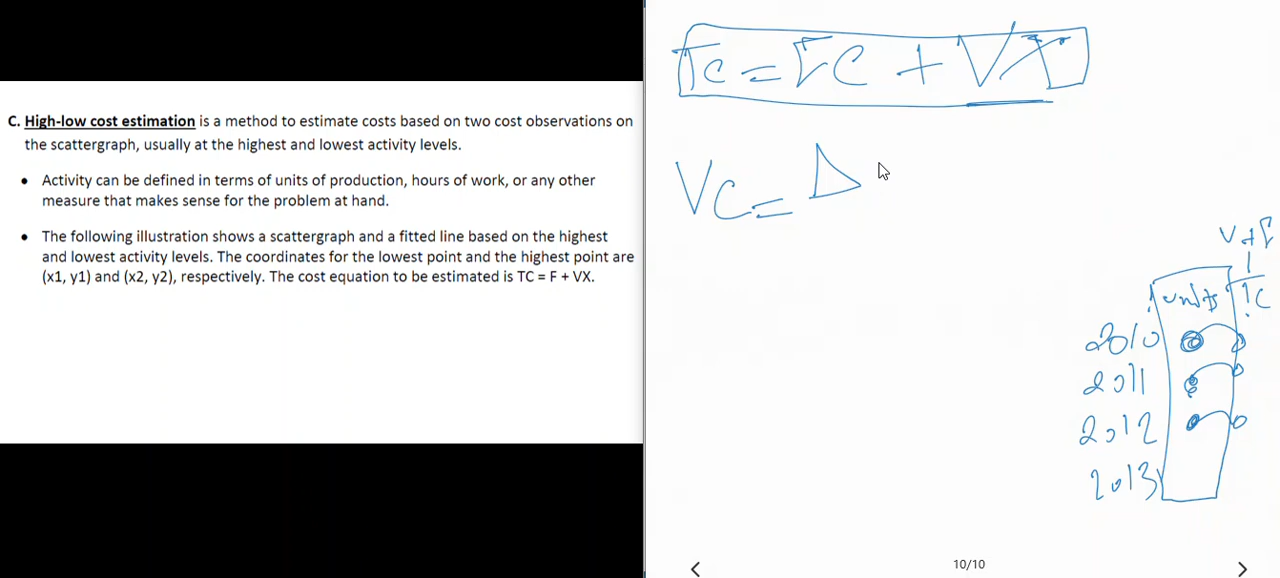 C. High-low cost estimation is a method to estimate costs based on two cost observations on
the scattergraph, usually at the highest and lowest activity levels.
• Activity can be defined in terms of units of production, hours of work, or any other
measure that makes sense for the problem at hand.
• The following illustration shows a scattergraph and a fitted line based on the highest
and lowest activity levels. The coordinates for the lowest point and the highest point are
(x1, y1) and (x2, y2), respectively. The cost equation to be estimated is TC = F + VX.
TC = FC + VX
VC = Δ
V + F
units TC
2010
2011
2012
2013
10/10